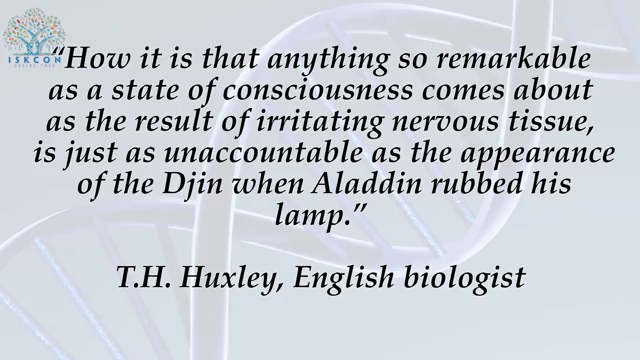 ISKCON
DESIRE TREE
“How it is that anything so remarkable
as a state of consciousness comes about
as the result of irritating nervous tissue,
is just as unaccountable as the appearance
of the Djin when Aladdin rubbed his
lamp.”
T.H. Huxley, English biologist